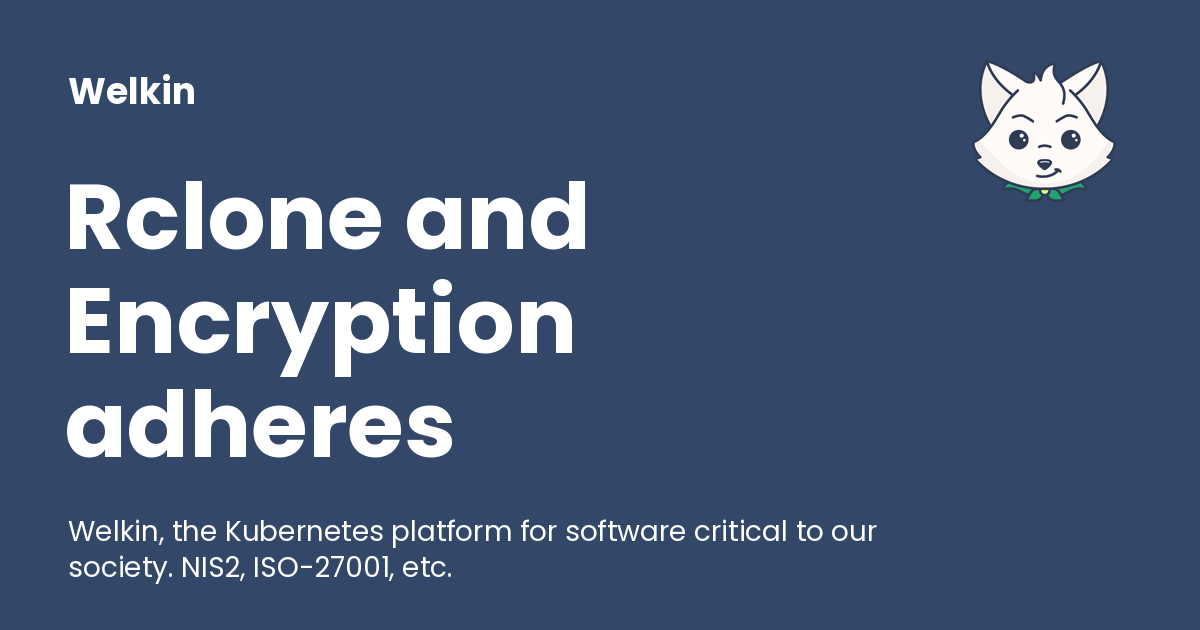 Welkin
Rclone and
Encryption
adheres
Welkin, the Kubernetes platform for software critical to our
society. NIS2, ISO-27001, etc.